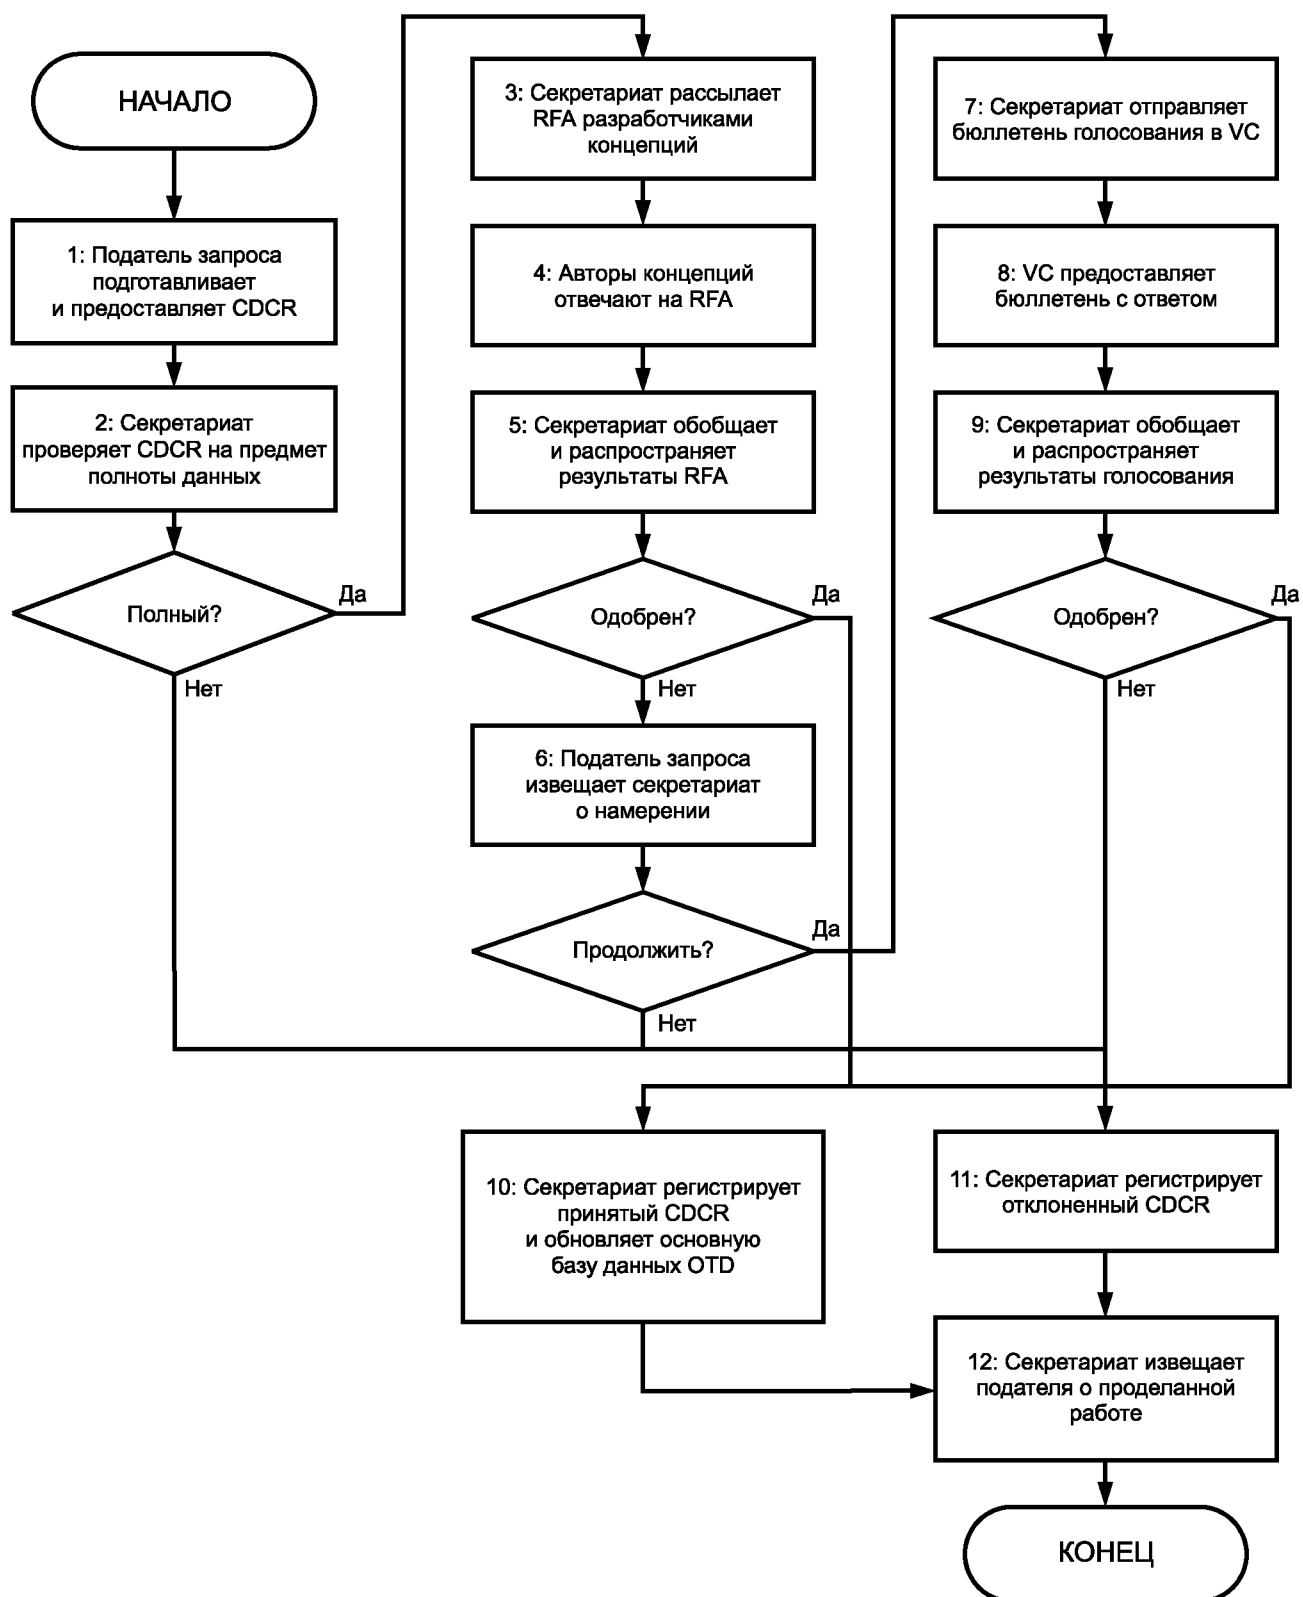 НАЧАЛО
1: Податель запроса
подготавливает
и предоставляет CDCR
2: Секретариат
проверяет CDCR на предмет
полноты данных
Полный?
Да
Нет
3: Секретариат рассылает
RFA разработчиками
концепций
4: Авторы концепций
отвечают на RFA
5: Секретариат обобщает
и распространяет
результаты RFA
Одобрен?
Да
Нет
6: Податель запроса
извещает секретариат
о намерении
Продолжить?
Да
Нет
7: Секретариат отправляет
бюллетень голосования в VC
8: VC предоставляет
бюллетень с ответом
9: Секретариат обобщает
и распространяет
результаты голосования
Одобрен?
Да
Нет
10: Секретариат регистрирует
принятый CDCR
и обновляет основную
базу данных OTD
11: Секретариат регистрирует
отклоненный CDCR
12: Секретариат извещает
подателя о проделанной
работе
КОНЕЦ